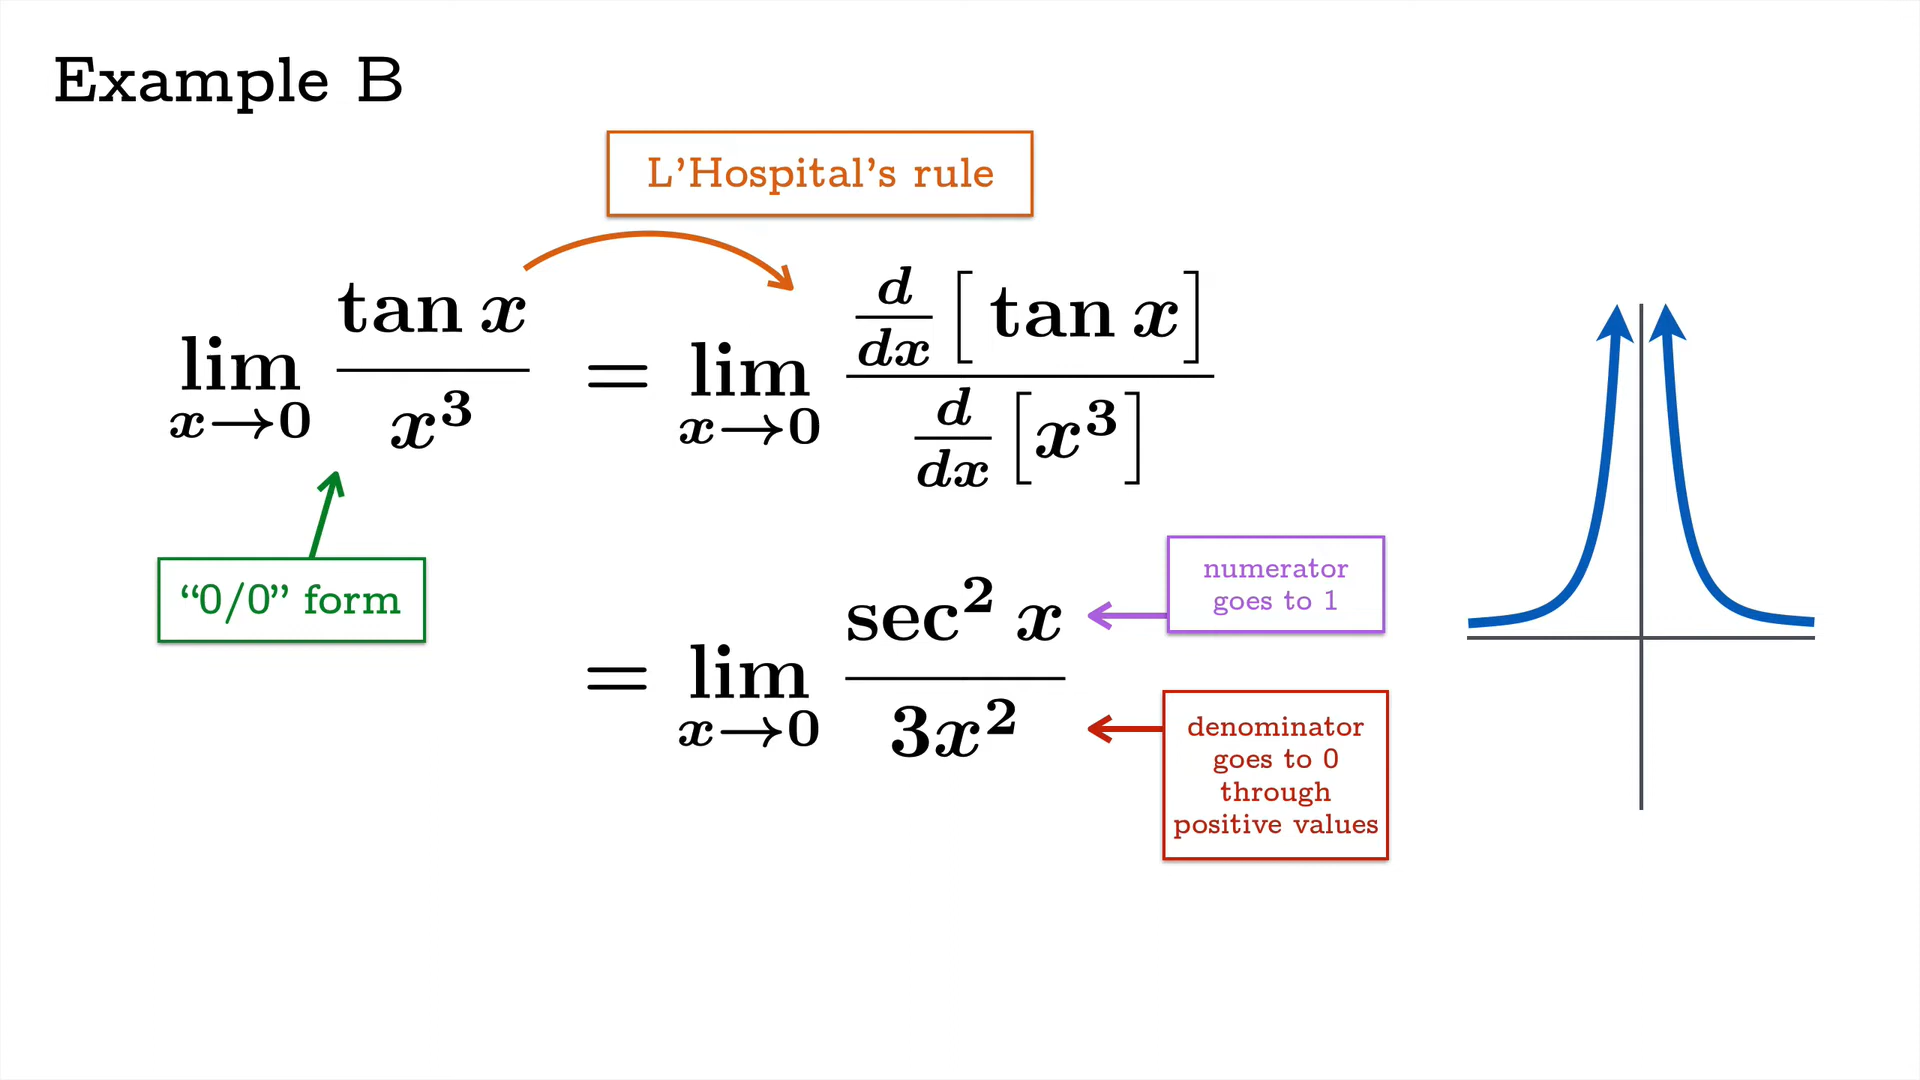 Example B
L’Hospital’s rule
lim x→0 tan x / x³ = lim x→0 d/dx [tan x] / d/dx [x³]
“0/0” form
= lim x→0 sec² x / 3x²
numerator
goes to 1
denominator
goes to 0
through
positive values